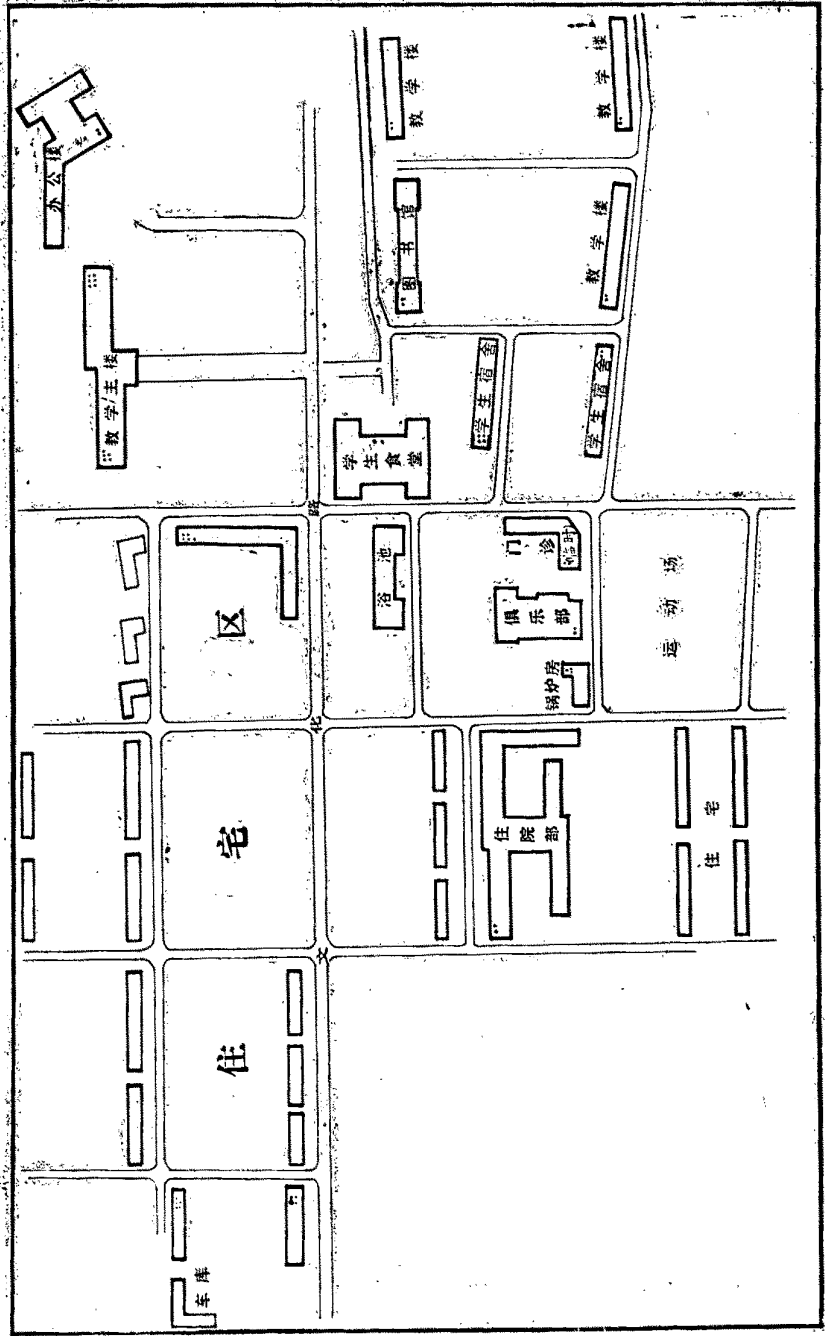 办公楼
教学/主楼
教学楼
教学楼
图书馆
教学楼
学生食堂
学生宿舍
学生宿舍
住宅区
文化路
浴池
门诊
临时
俱乐部
锅炉房
运动场
住院部
住宅
车库